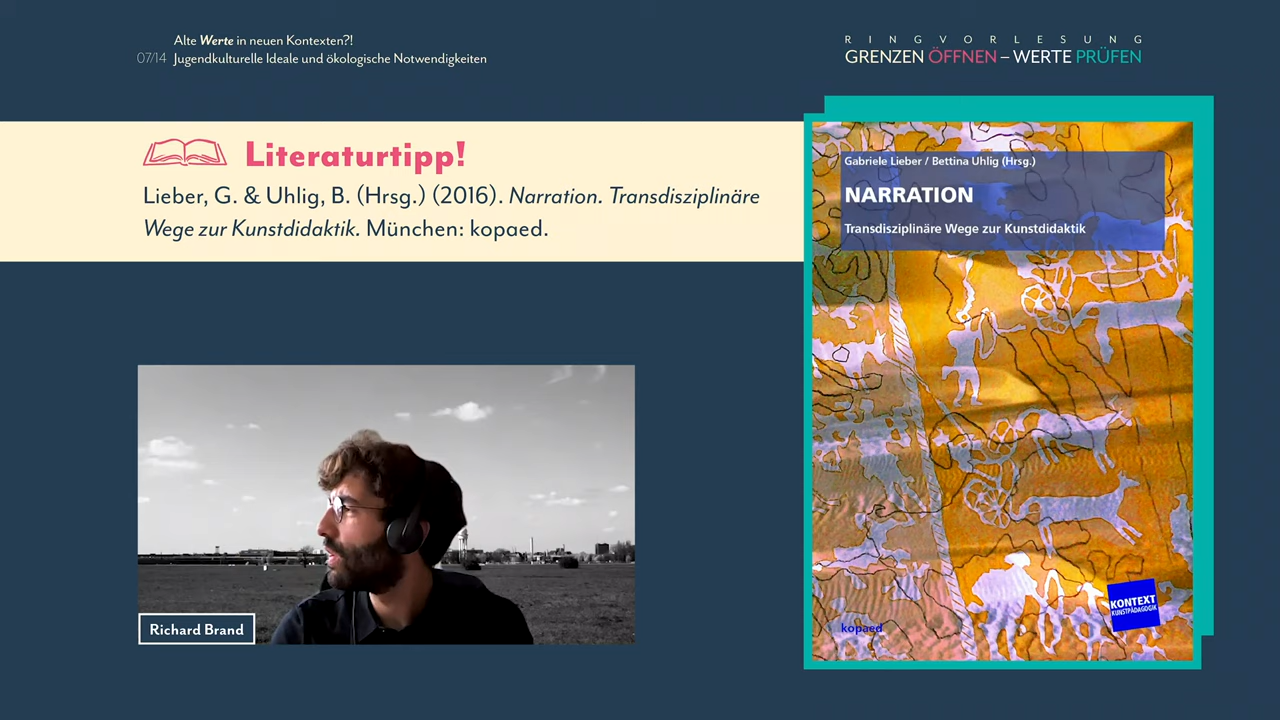 Alte Werte in neuen Kontexten?!
07/14 Jugendkulturelle Ideale und ökologische Notwendigkeiten
RINGVORLESUNG
GRENZEN ÖFFNEN – WERTE PRÜFEN
Literaturtipp!
Lieber, G. & Uhlig, B. (Hrsg.) (2016). Narration. Transdisziplinäre
Wege zur Kunstdidaktik. München: kopaed.
Gabriele Lieber / Bettina Uhlig (Hrsg.)
NARRATION
Transdisziplinäre Wege zur Kunstdidaktik
KONTEXT
KUNSTPÄDAGOGIK
kopaed
Richard Brand